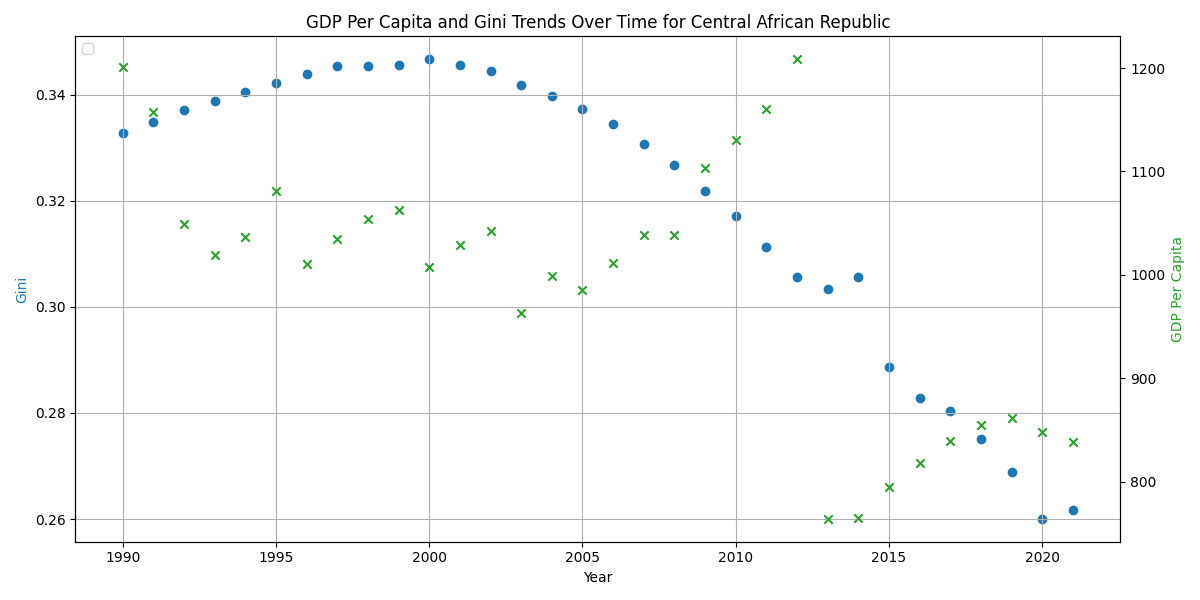 GDP Per Capita and Gini Trends Over Time for Central African Republic
0.34
0.32
0.30
0.28
0.26
Gini
1200
1100
1000
900
800
GDP Per Capita
1990 1995 2000 2005 2010 2015 2020
Year